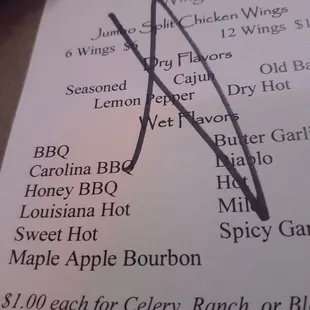 Wings
Jumbo Split Chicken Wings
6 Wings $ 12 Wings $1
Dry Flavors
Seasoned Cajun Old Ba
Lemon Pepper Dry Hot
Wet Flavors
BBQ Butter Garli
Carolina BBQ Diablo
Honey BBQ Hot
Louisiana Hot Mild
Sweet Hot Spicy Gar
Maple Apple Bourbon
$1.00 each for Celery, Ranch, or Bl